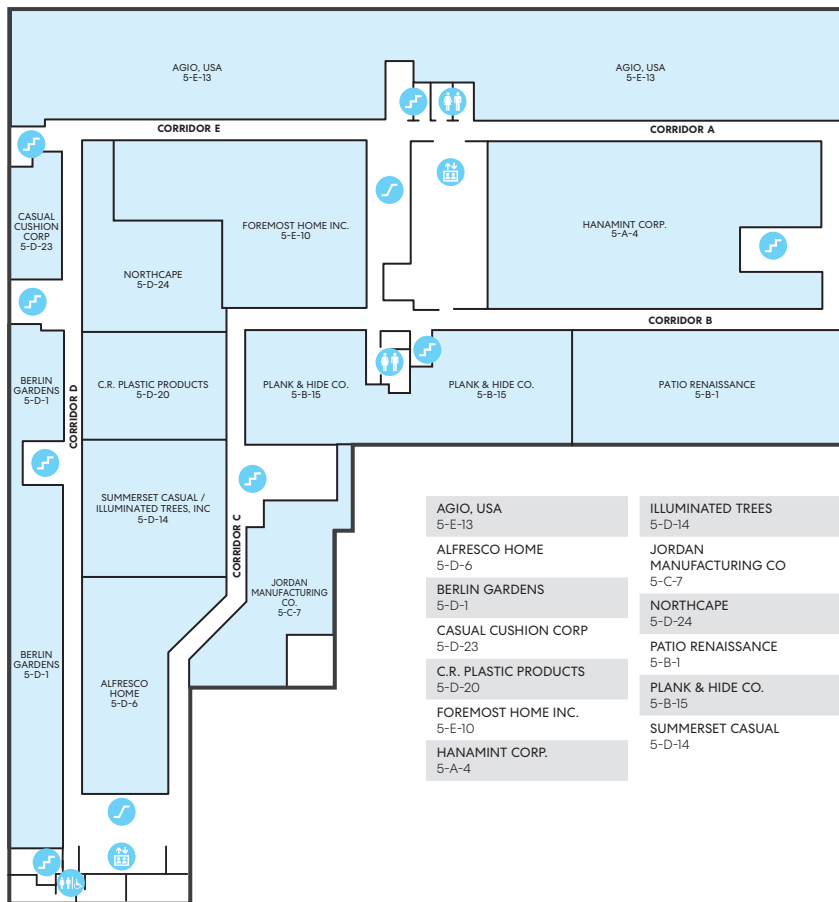 AGIO, USA
5-E-13
AGIO, USA
5-E-13
CORRIDOR E
CORRIDOR A
CASUAL
CUSHION
CORP
5-D-23
FOREMOST HOME INC.
5-E-10
HANAMINT CORP.
5-A-4
NORTHCAPE
5-D-24
CORRIDOR B
BERLIN
GARDENS
5-D-1
CORRIDOR D
C.R. PLASTIC PRODUCTS
5-D-20
PLANK & HIDE CO.
5-B-15
PLANK & HIDE CO.
5-B-15
PATIO RENAISSANCE
5-B-1
SUMMERSET CASUAL /
ILLUMINATED TREES, INC
5-D-14
CORRIDOR C
JORDAN
MANUFACTURING
CO.
5-C-7
BERLIN
GARDENS
5-D-1
ALFRESCO
HOME
5-D-6
AGIO, USA
5-E-13
ALFRESCO HOME
5-D-6
BERLIN GARDENS
5-D-1
CASUAL CUSHION CORP
5-D-23
C.R. PLASTIC PRODUCTS
5-D-20
FOREMOST HOME INC.
5-E-10
HANAMINT CORP.
5-A-4
ILLUMINATED TREES
5-D-14
JORDAN
MANUFACTURING CO
5-C-7
NORTHCAPE
5-D-24
PATIO RENAISSANCE
5-B-1
PLANK & HIDE CO.
5-B-15
SUMMERSET CASUAL
5-D-14